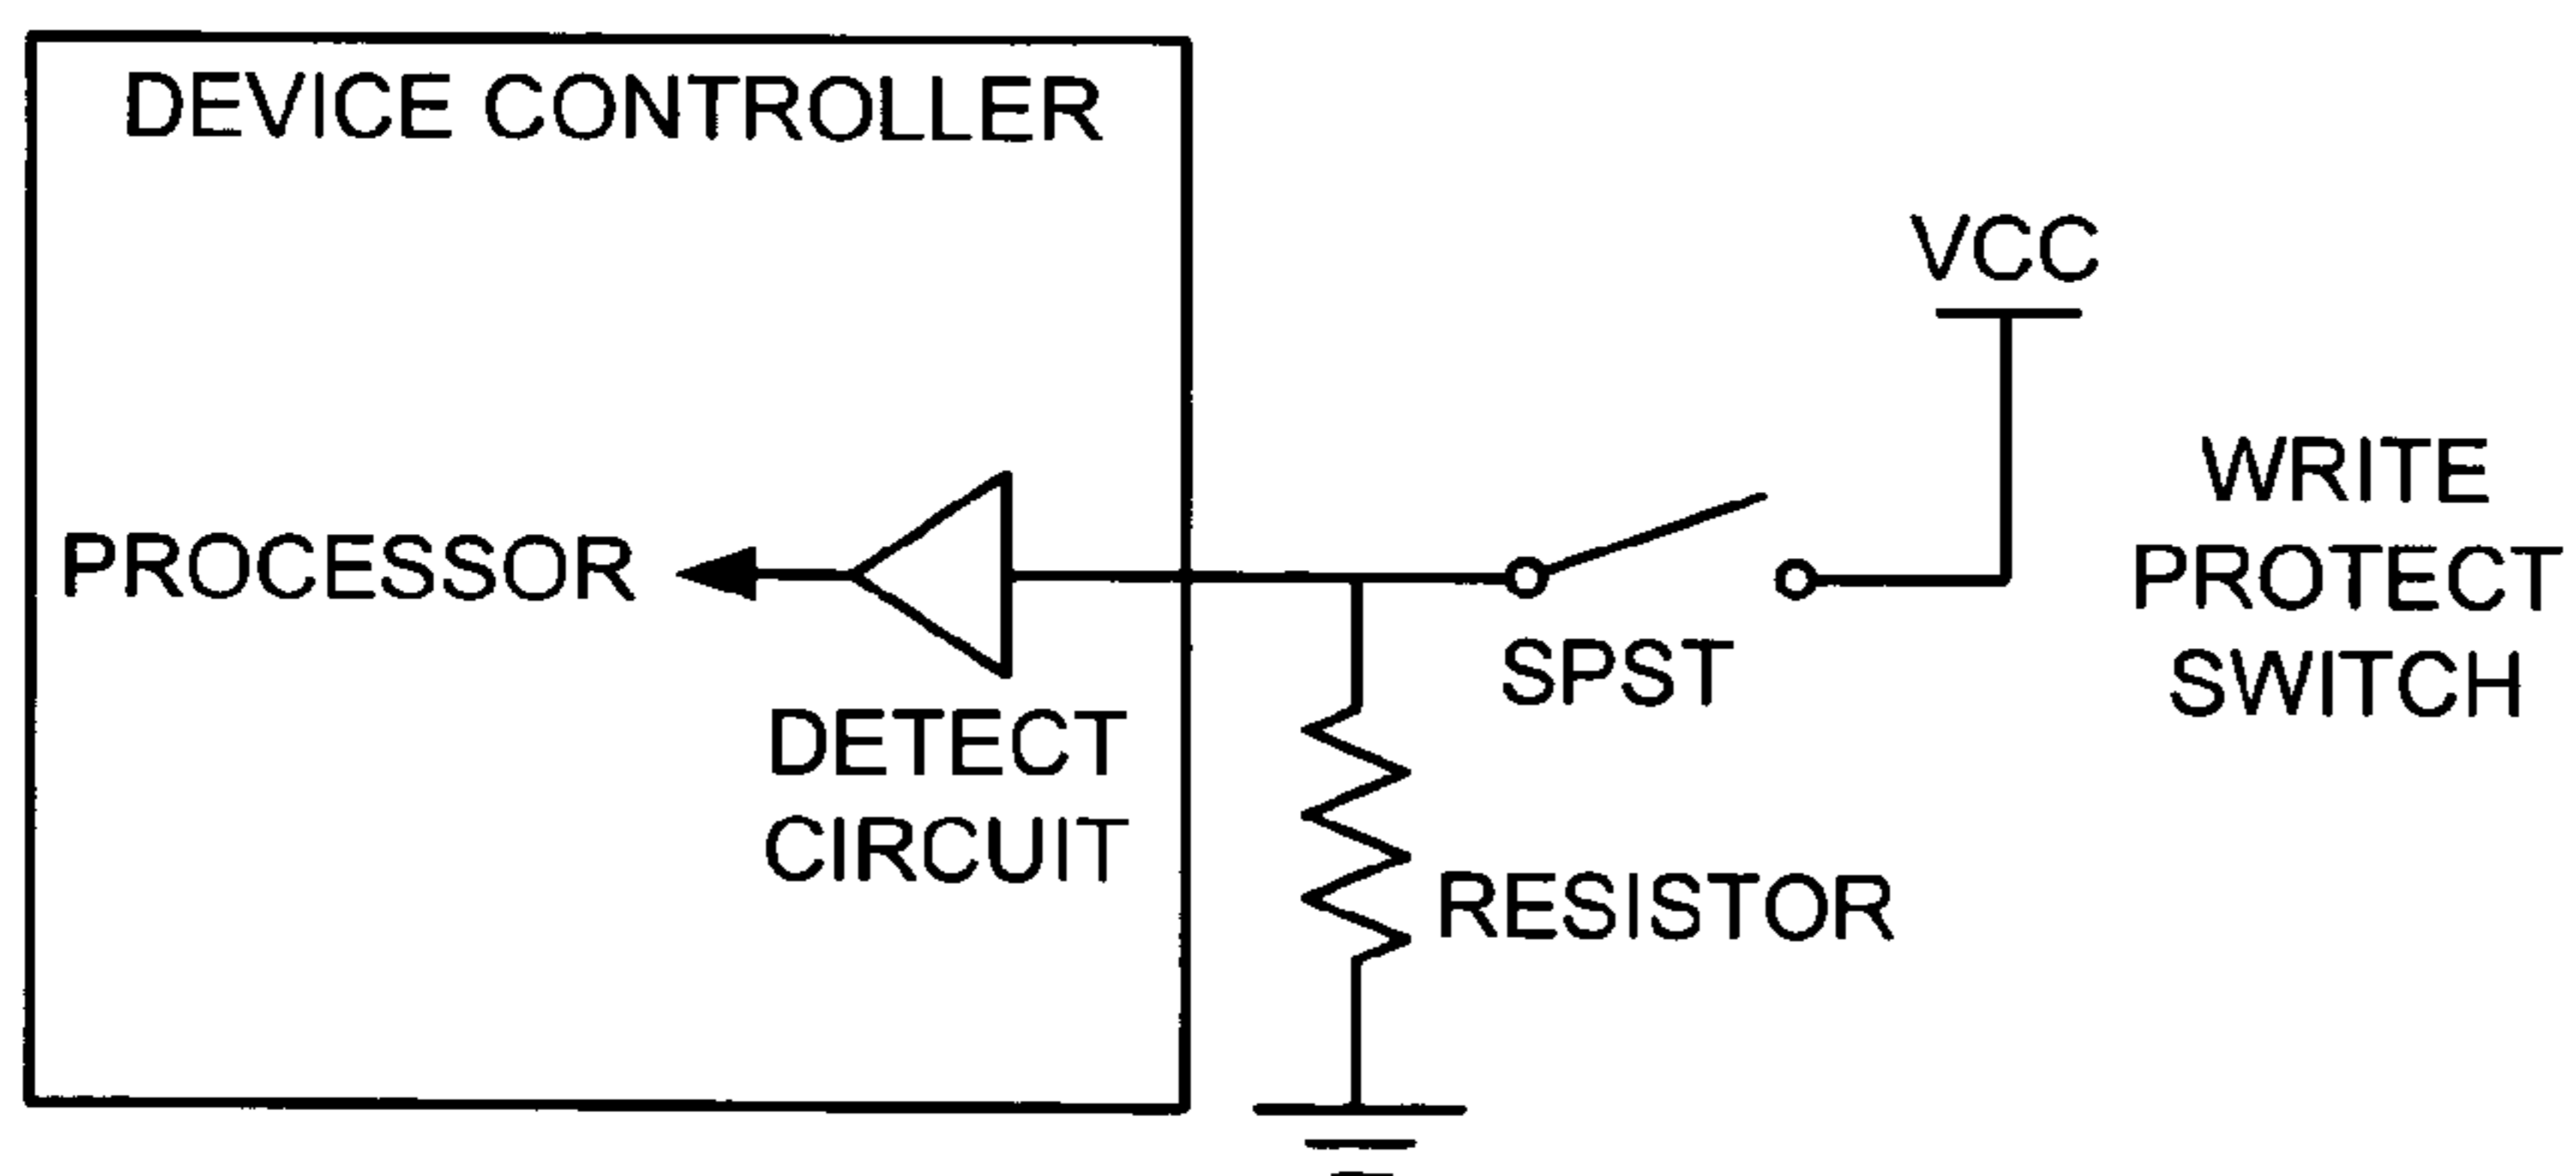 DEVICE CONTROLLER
VCC
WRITE
PROTECT
SWITCH
PROCESSOR
SPST
DETECT
CIRCUIT
RESISTOR